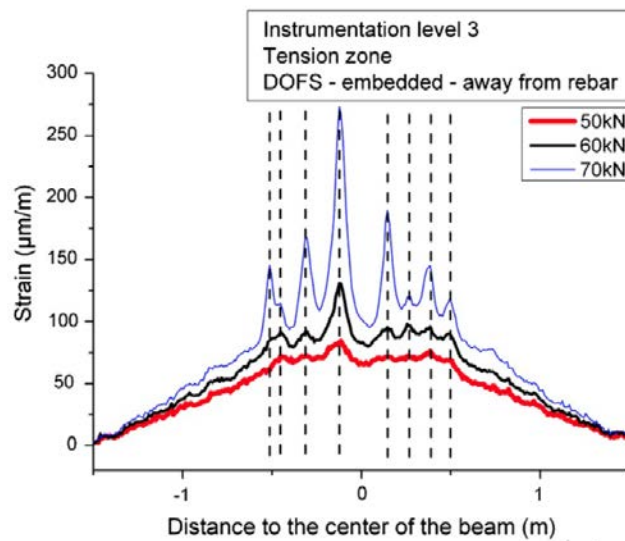 Instrumentation level 3
Tension zone
DOFS - embedded - away from rebar
50kN
60kN
70kN
300
250
200
150
100
50
0
Strain (μm/m)
-1
0
1
Distance to the center of the beam (m)